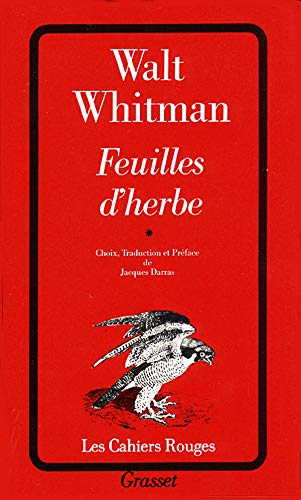 Walt
Whitman
Feuilles
d'herbe
*
Choix, Traduction et Préface
de
Jacques Darras
Les Cahiers Rouges
Grasset